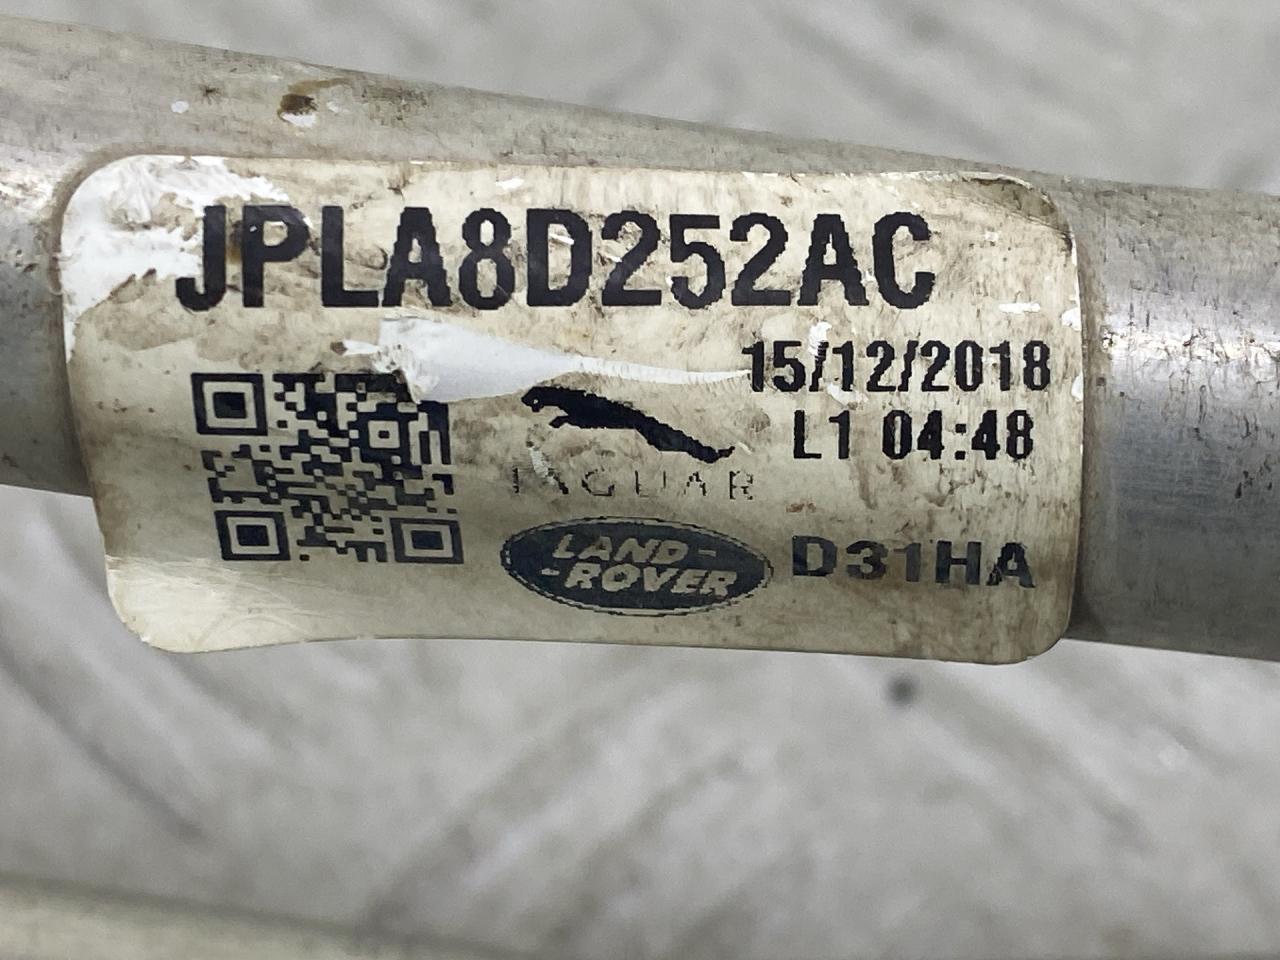 JPLA8D252AC
15/12/2018
L1 04:48
JAGUAR
LAND-
-ROVER
D31HA